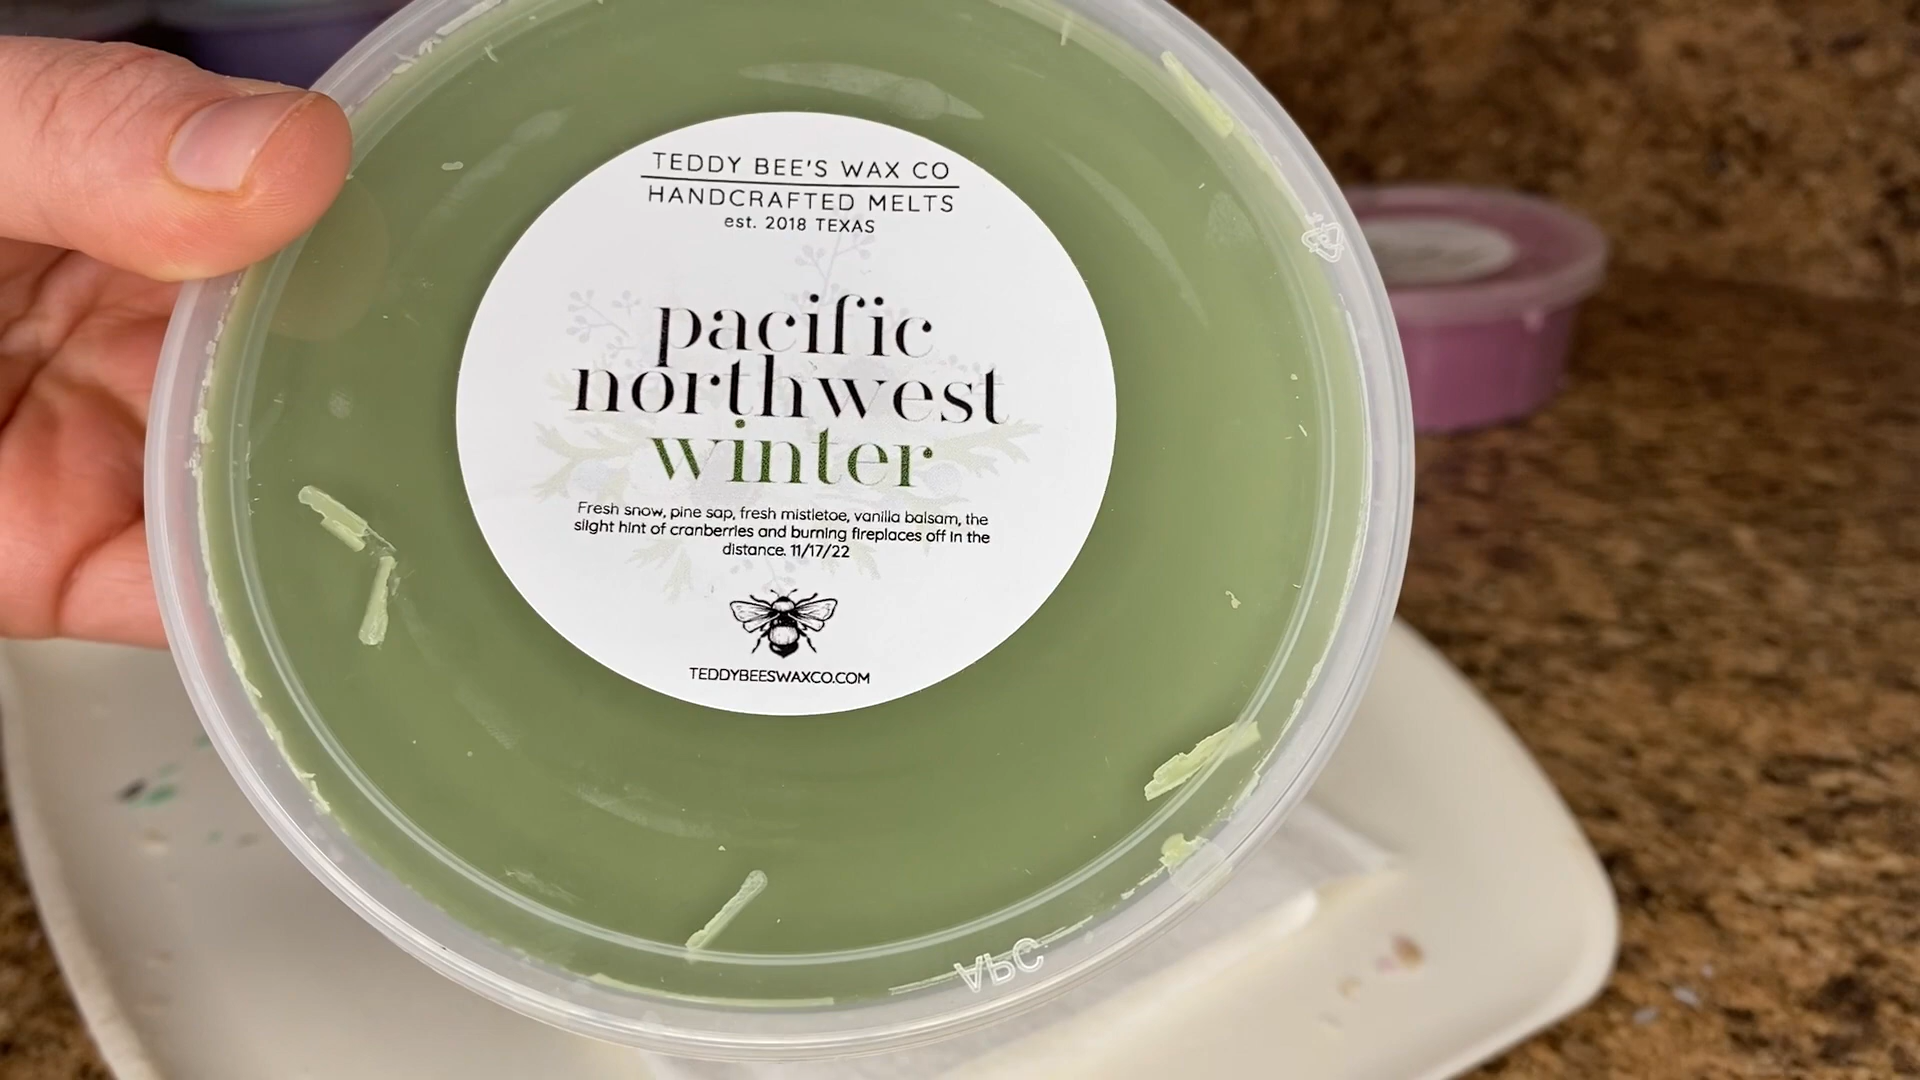 TEDDY BEE'S WAX CO
HANDCRAFTED MELTS
est. 2018 TEXAS
pacific
northwest
winter
Fresh snow, pine sap, fresh mistletoe, vanilla balsam, the
slight hint of cranberries and burning fireplaces off in the
distance. 11/17/22
TEDDYBEESWAXCO.COM
APC